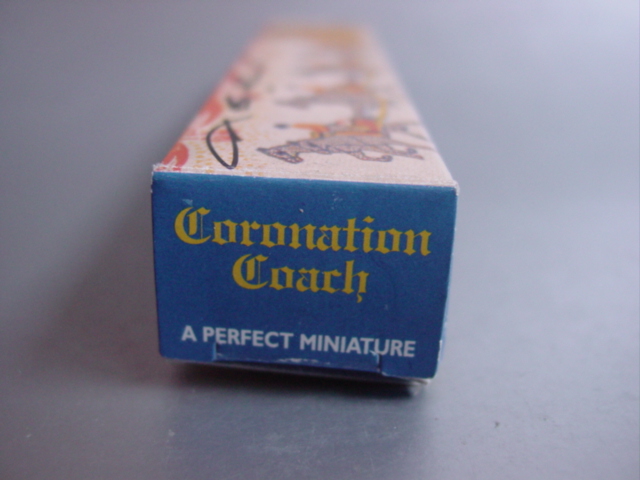 Coronation
Coach
A PERFECT MINIATURE